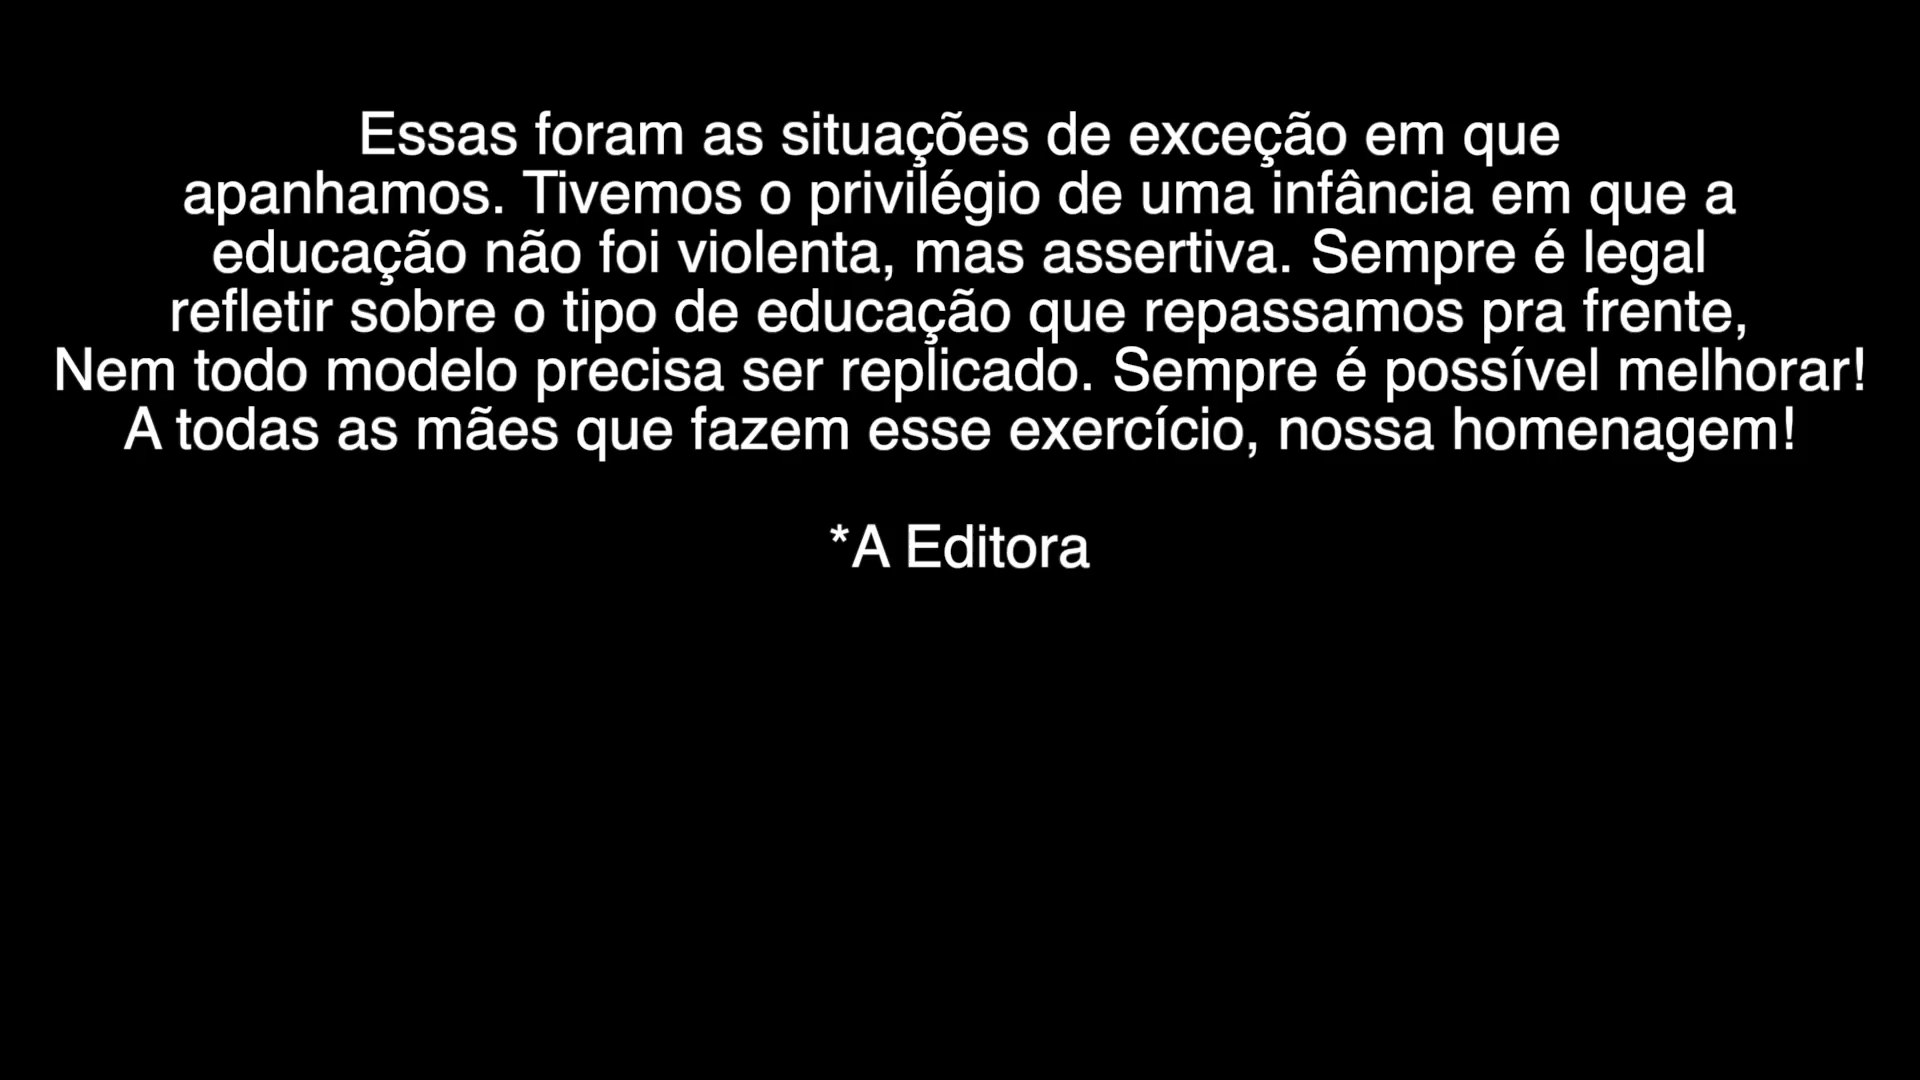 Essas foram as situações de exceção em que
apanhamos. Tivemos o privilégio de uma infância em que a
educação não foi violenta, mas assertiva. Sempre é legal
refletir sobre o tipo de educação que repassamos pra frente,
Nem todo modelo precisa ser replicado. Sempre é possível melhorar!
A todas as mães que fazem esse exercício, nossa homenagem!
*A Editora